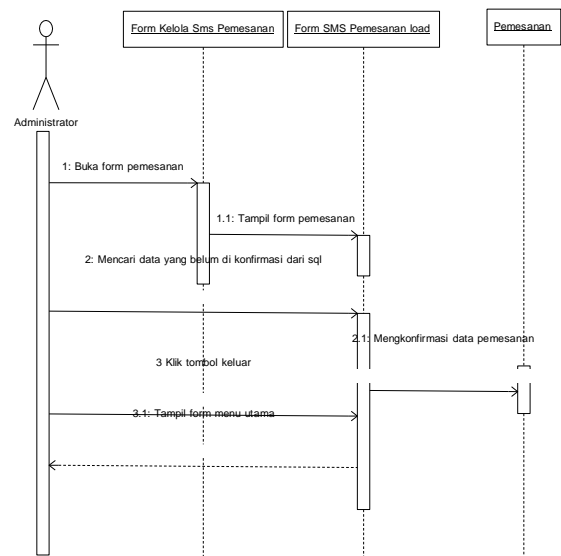 Form Kelola Sms Pemesanan
Form SMS Pemesanan load
Pemesanan
Administrator
1: Buka form pemesanan
1.1: Tampil form pemesanan
2: Mencari data yang belum di konfirmasi dari sql
2.1: Mengkonfirmasi data pemesanan
3 Klik tombol keluar
3.1: Tampil form menu utama